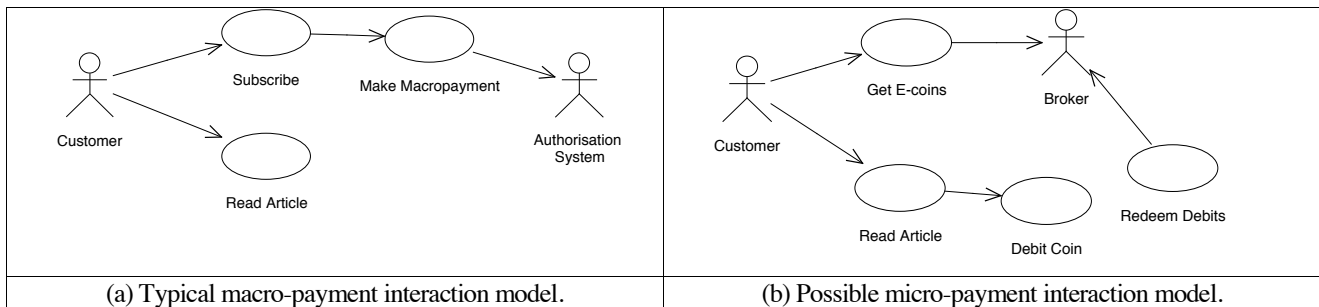 Subscribe
Make Macropayment
Customer
Authorisation
System
Read Article
(a) Typical macro-payment interaction model.
Get E-coins
Broker
Customer
Read Article
Debit Coin
Redeem Debits
(b) Possible micro-payment interaction model.